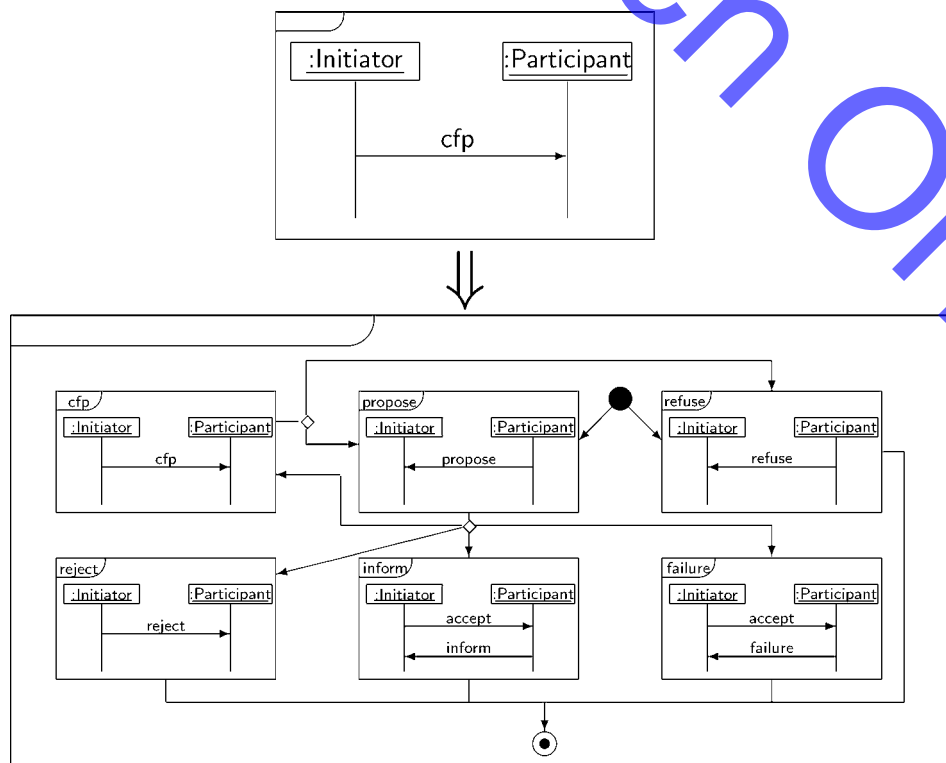 :Initiator :Participant
cfp
cfp propose refuse
:Initiator :Participant :Initiator :Participant :Initiator :Participant
cfp propose refuse
reject inform failure
:Initiator :Participant :Initiator :Participant :Initiator :Participant
reject accept accept
inform failure